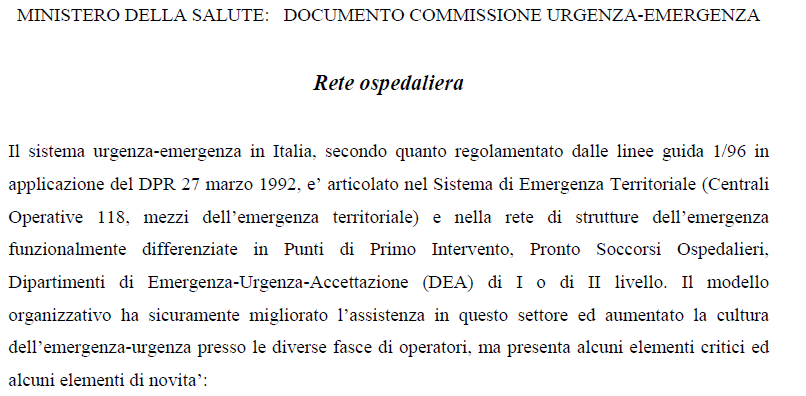 MINISTERO DELLA SALUTE: DOCUMENTO COMMISSIONE URGENZA-EMERGENZA
Rete ospedaliera
Il sistema urgenza-emergenza in Italia, secondo quanto regolamentato dalle linee guida 1/96 in
applicazione del DPR 27 marzo 1992, e' articolato nel Sistema di Emergenza Territoriale (Centrali
Operative 118, mezzi dell'emergenza territoriale) e nella rete di strutture dell'emergenza
funzionalmente differenziate in Punti di Primo Intervento, Pronto Soccorsi Ospedalieri,
Dipartimenti di Emergenza-Urgenza-Accettazione (DEA) di I o di II livello. Il modello
organizzativo ha sicuramente migliorato l'assistenza in questo settore ed aumentato la cultura
dell'emergenza-urgenza presso le diverse fasce di operatori, ma presenta alcuni elementi critici ed
alcuni elementi di novita':